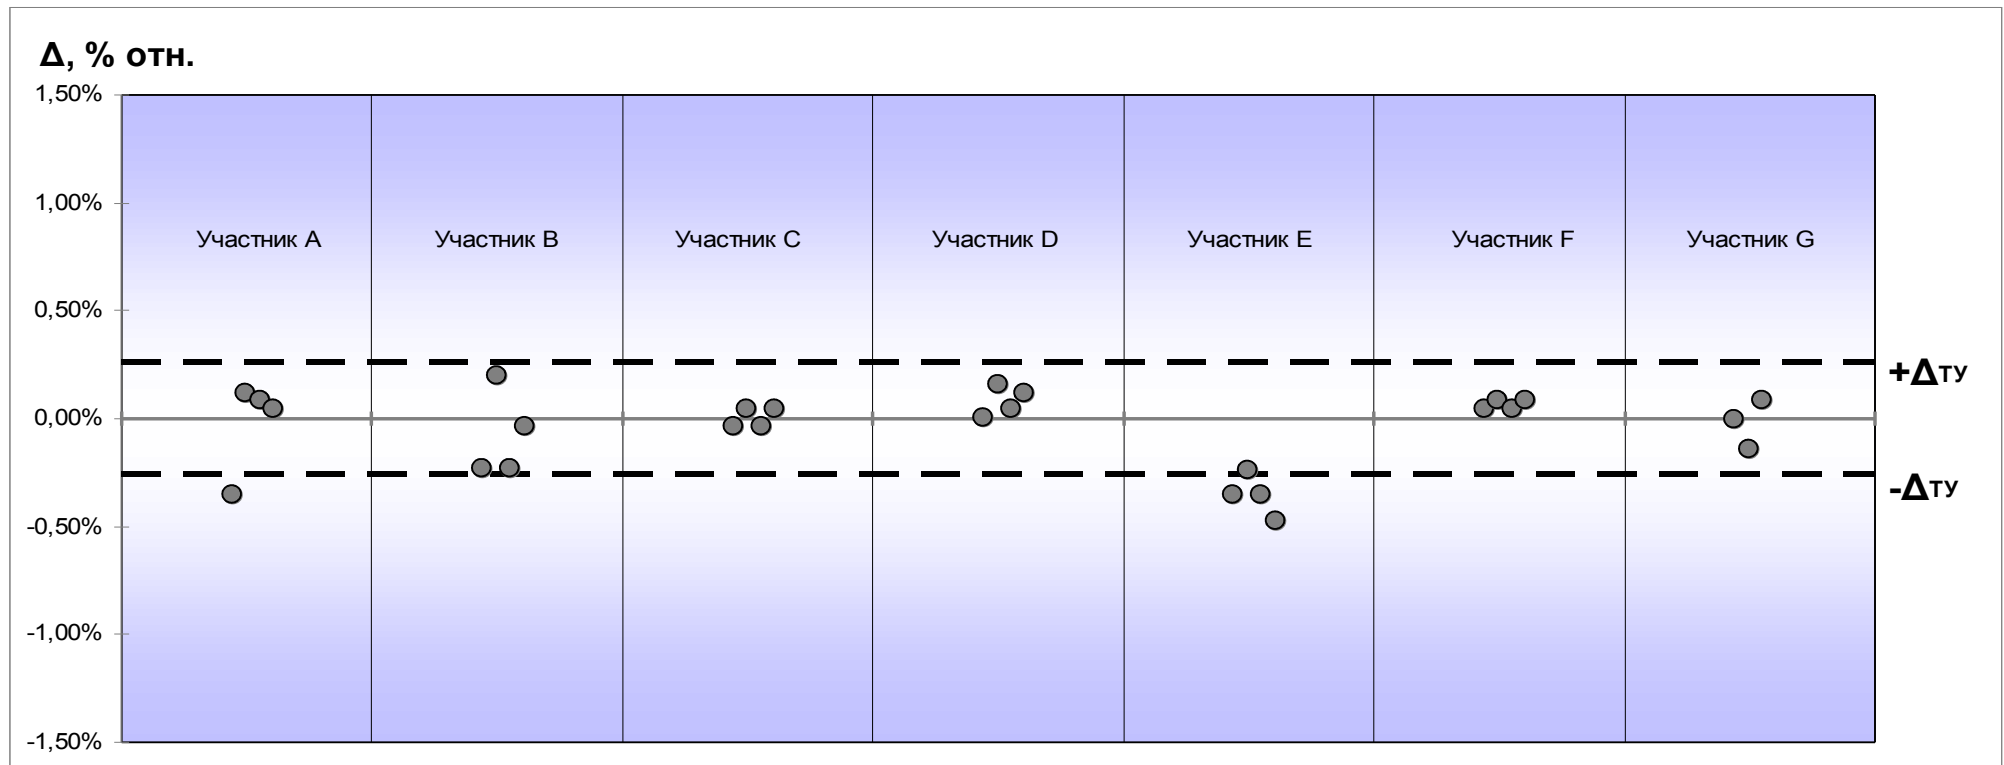 Δ, % отн.
1,50%
1,00%
Участник A Участник B Участник C Участник D Участник E Участник F Участник G
0,50%
+ΔТУ
0,00%
-ΔТУ
-0,50%
-1,00%
-1,50%